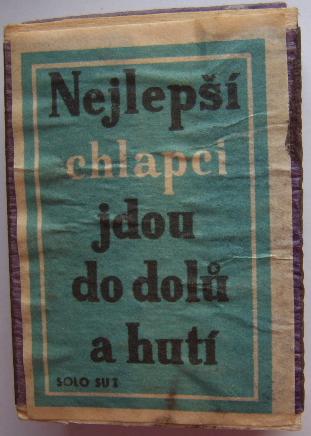 Nejlepší
chlapci
jdou
do dolů
a hutí
SOLO SUŠ